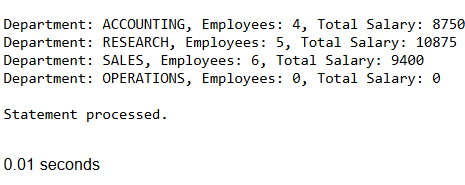 Department: ACCOUNTING, Employees: 4, Total Salary: 8750
Department: RESEARCH, Employees: 5, Total Salary: 10875
Department: SALES, Employees: 6, Total Salary: 9400
Department: OPERATIONS, Employees: 0, Total Salary: 0
Statement processed.
0.01 seconds